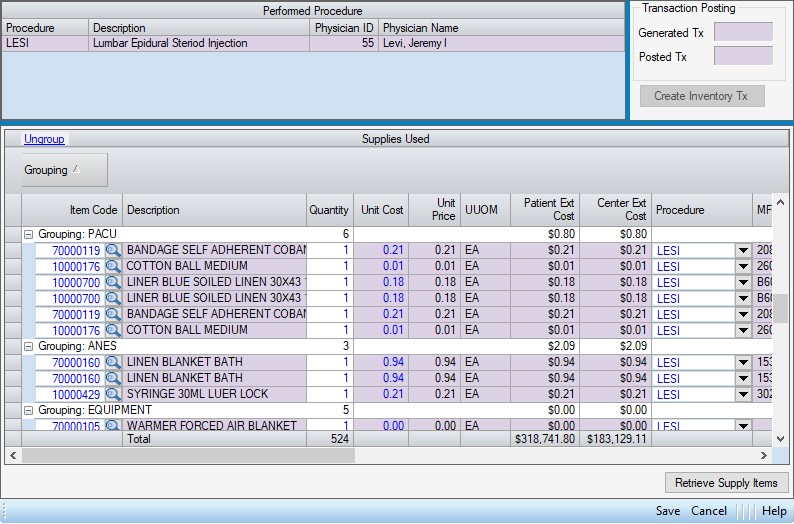 Performed Procedure
Procedure Description Physician ID Physician Name
LESI Lumbar Epidural Steriod Injection 55 Levi, Jeremy I
Transaction Posting
Generated Tx
Posted Tx
Create Inventory Tx
Ungroup Supplies Used
Grouping
Item Code Description Quantity Unit Cost Unit Price UUOM Patient Ext Cost Center Ext Cost Procedure MF
Grouping: PACU 6 $0.80 $0.80
70000119 BANDAGE SELF ADHERENT COBAN 1 0.21 0.21 EA $0.21 $0.21 LESI 208
10000176 COTTON BALL MEDIUM 1 0.01 0.01 EA $0.01 $0.01 LESI 260
10000700 LINER BLUE SOILED LINEN 30X43 1 0.18 0.18 EA $0.18 $0.18 LESI B60
10000700 LINER BLUE SOILED LINEN 30X43 1 0.18 0.18 EA $0.18 $0.18 LESI B60
70000119 BANDAGE SELF ADHERENT COBAN 1 0.21 0.21 EA $0.21 $0.21 LESI 208
10000176 COTTON BALL MEDIUM 1 0.01 0.01 EA $0.01 $0.01 LESI 260
Grouping: ANES 3 $2.09 $2.09
70000160 LINEN BLANKET BATH 1 0.94 0.94 EA $0.94 $0.94 LESI 153
70000160 LINEN BLANKET BATH 1 0.94 0.94 EA $0.94 $0.94 LESI 153
10000429 SYRINGE 30ML LUER LOCK 1 0.21 0.21 EA $0.21 $0.21 LESI 302
Grouping: EQUIPMENT 5 $0.00 $0.00
70000105 WARMER FORCED AIR BLANKET 1 0.00 0.00 EA $0.00 $0.00 LESI
Total 524 $318,741.80 $183,129.11
Retrieve Supply Items
Save Cancel Help